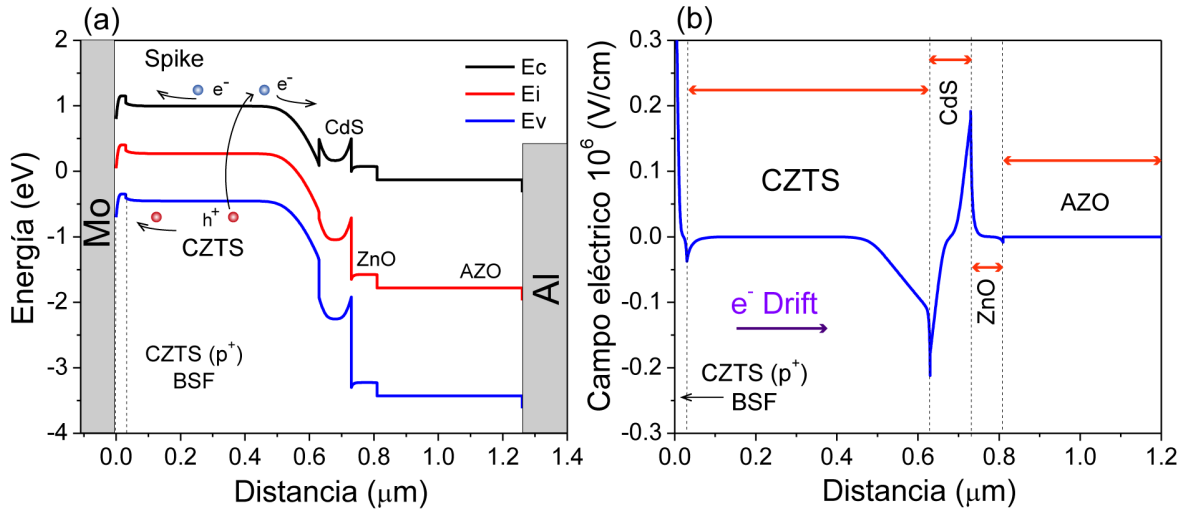 (a)
Energía (eV)
2
1
0
-1
-2
-3
-4
0.0 0.2 0.4 0.6 0.8 1.0 1.2 1.4
Distancia (μm)
Mo
Spike
e⁻
e⁻
Ec
Ei
Ev
CdS
h⁺
CZTS
ZnO
AZO
CZTS (p⁺)
BSF
Al
(b)
Campo eléctrico 10⁶ (V/cm)
0.3
0.2
0.1
0.0
-0.1
-0.2
-0.3
0.0 0.2 0.4 0.6 0.8 1.0 1.2
Distancia (μm)
CdS
CZTS
AZO
ZnO
e⁻ Drift
CZTS (p⁺)
BSF